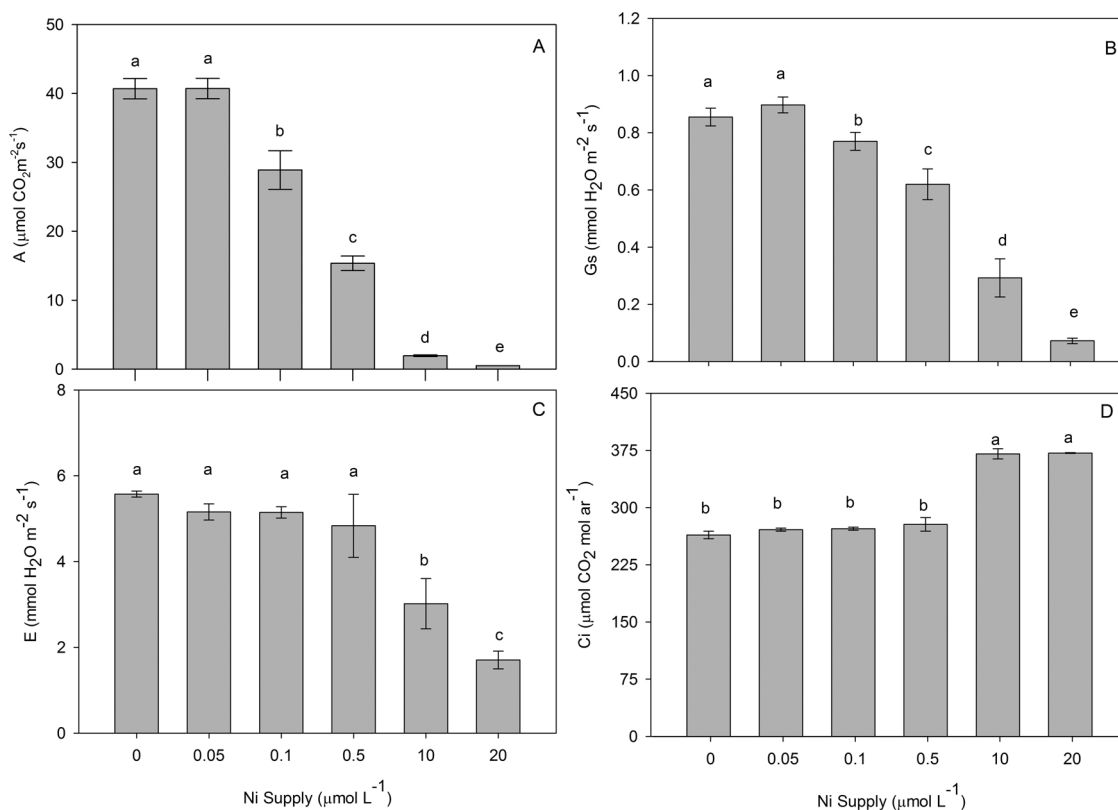 A
A (μmol CO₂m⁻²s⁻¹)
50
40
30
20
10
0
a
a
b
c
d
e
B
Gs (mmol H₂O m⁻² s⁻¹)
1.2
1.0
0.8
0.6
0.4
0.2
0.0
a
a
b
c
d
e
C
E (mmol H₂O m⁻² s⁻¹)
8
6
4
2
0
a
a
a
a
b
c
0 0.05 0.1 0.5 10 20
Ni Supply (μmol L⁻¹)
D
Ci (μmol CO₂ mol ar⁻¹)
450
375
300
225
150
75
0
b
b
b
b
a
a
0 0.05 0.1 0.5 10 20
Ni Supply (μmol L⁻¹)